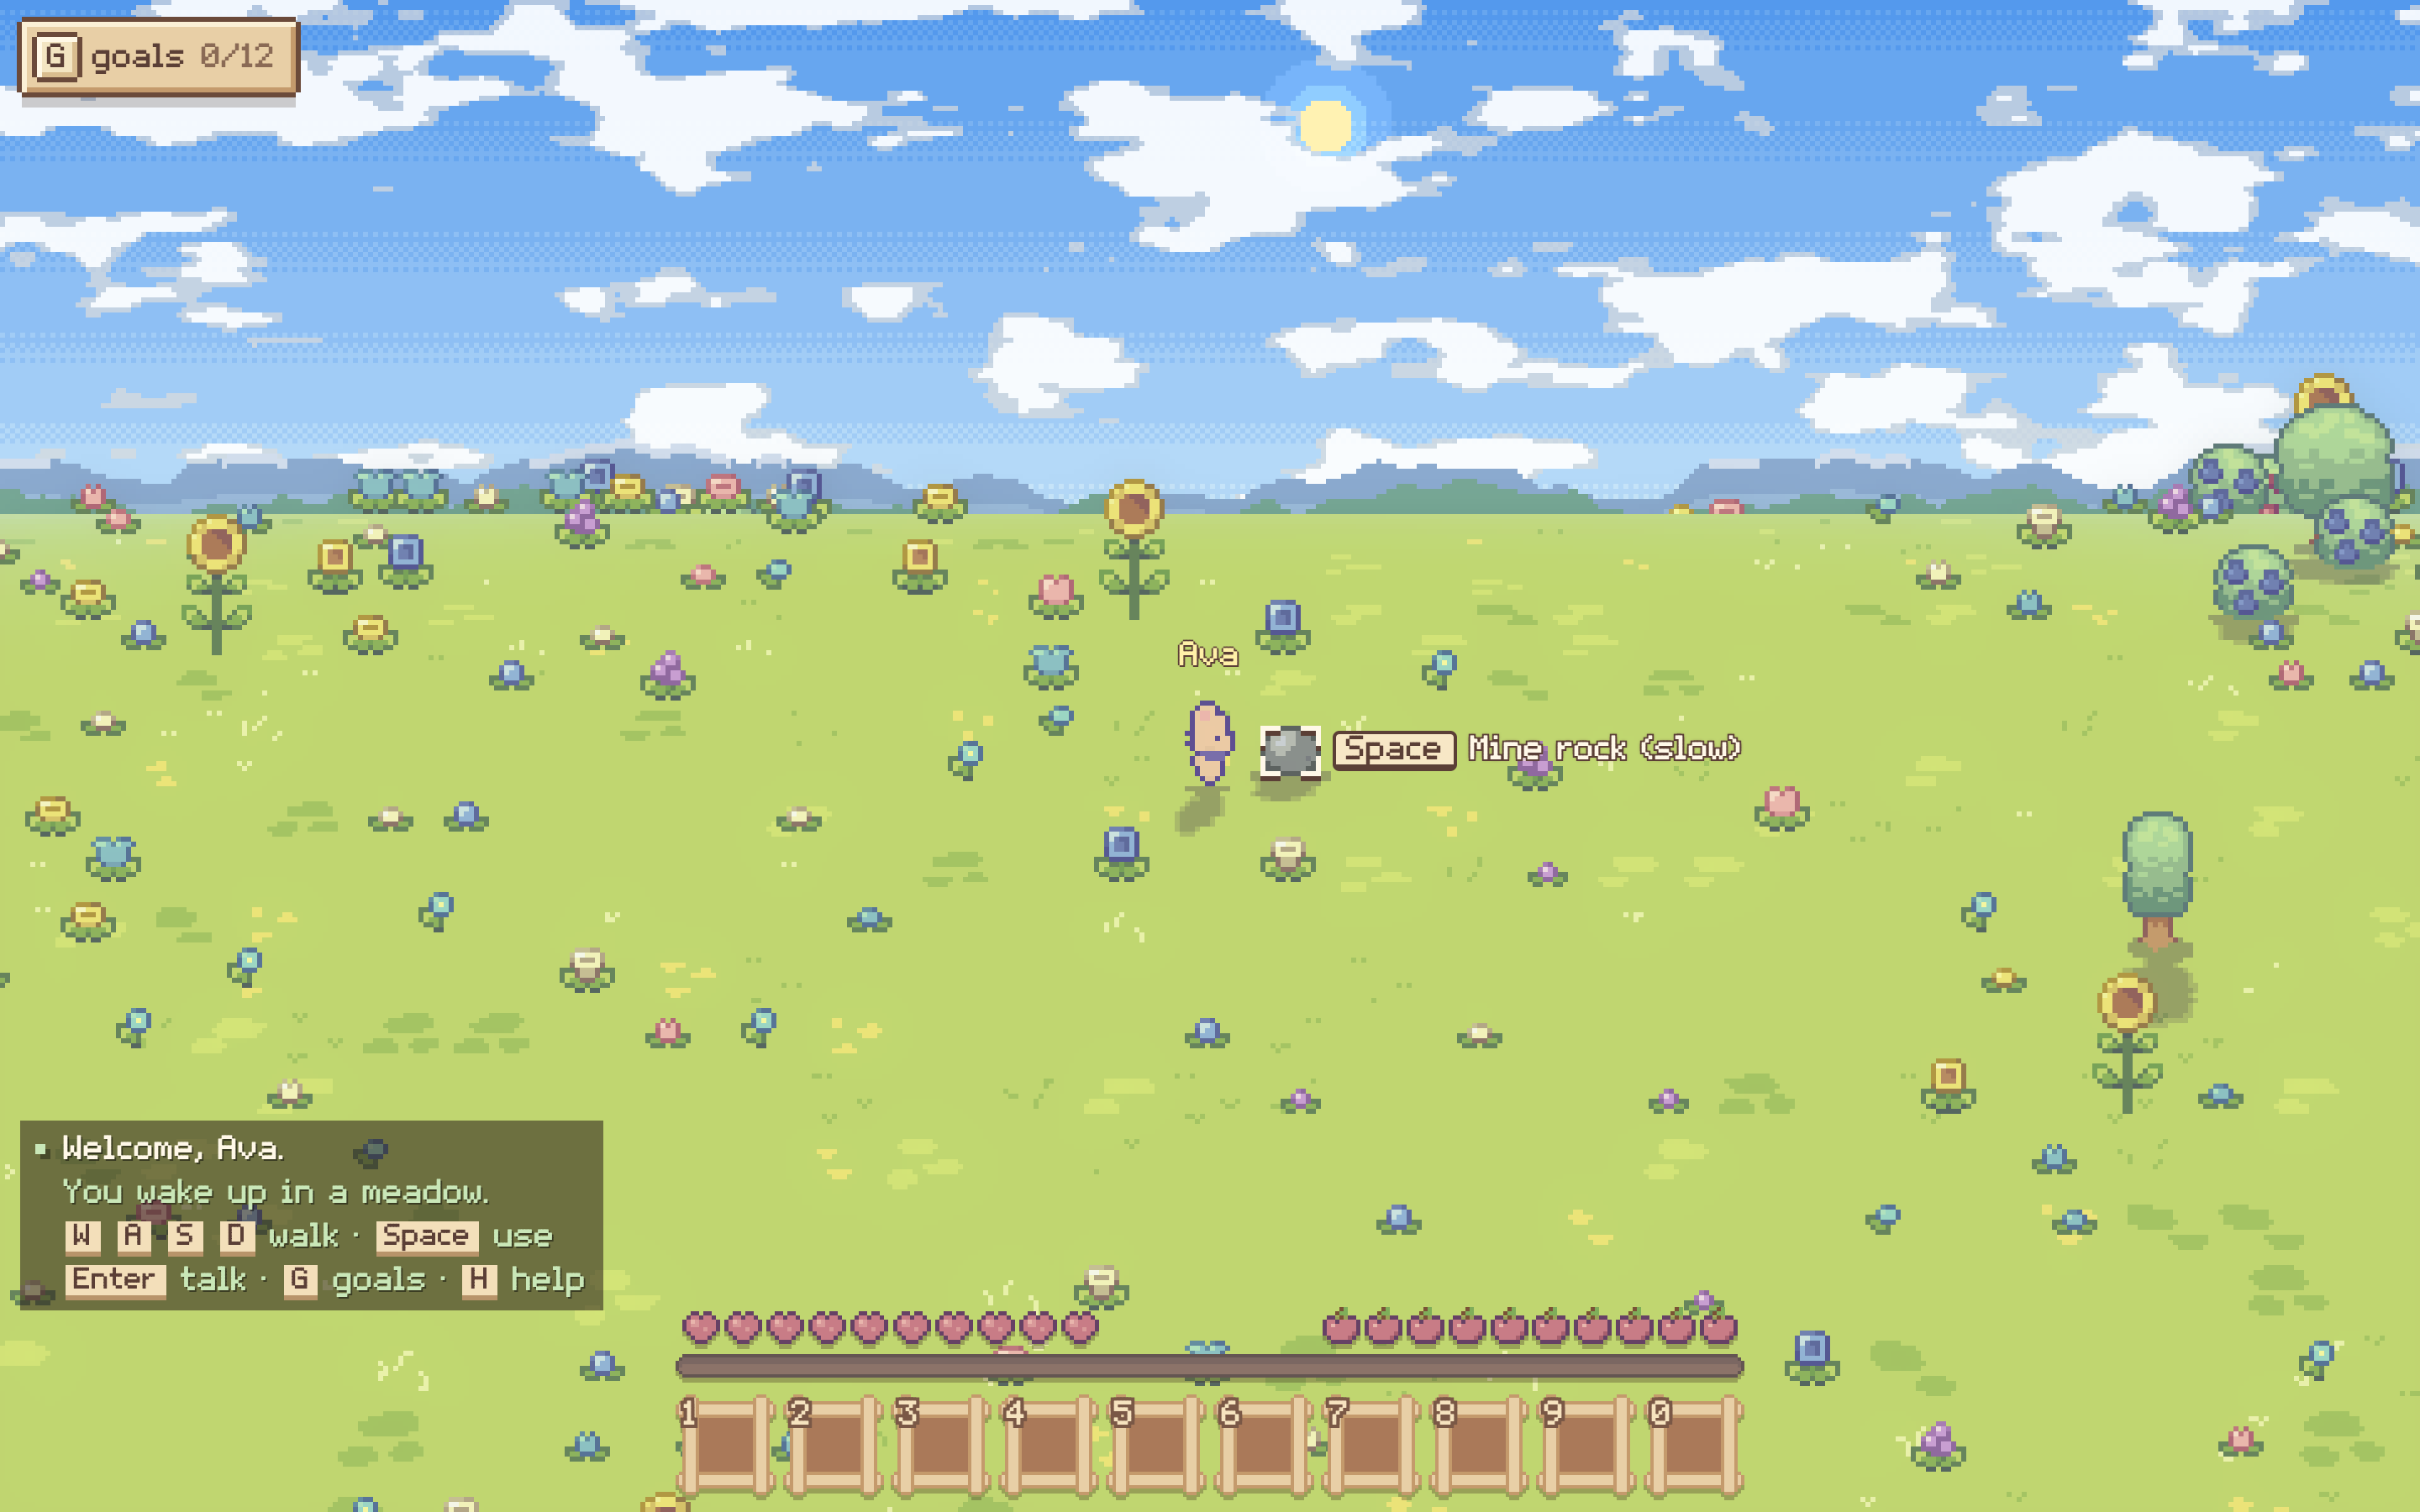 G goals 0/12
Ava
Space Mine rock (slow)
Welcome, Ava.
You wake up in a meadow.
W A S D walk · Space use
Enter talk · G goals · H help
1 2 3 4 5 6 7 8 9 0